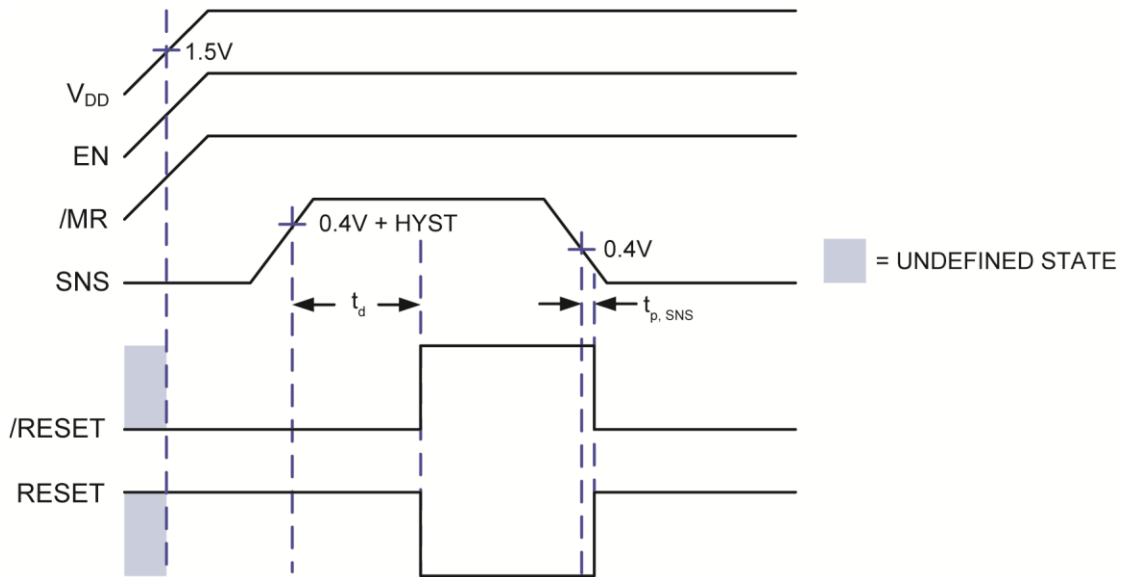 1.5V
VDD
EN
/MR
0.4V + HYST
0.4V
SNS
= UNDEFINED STATE
td
tp, SNS
/RESET
RESET